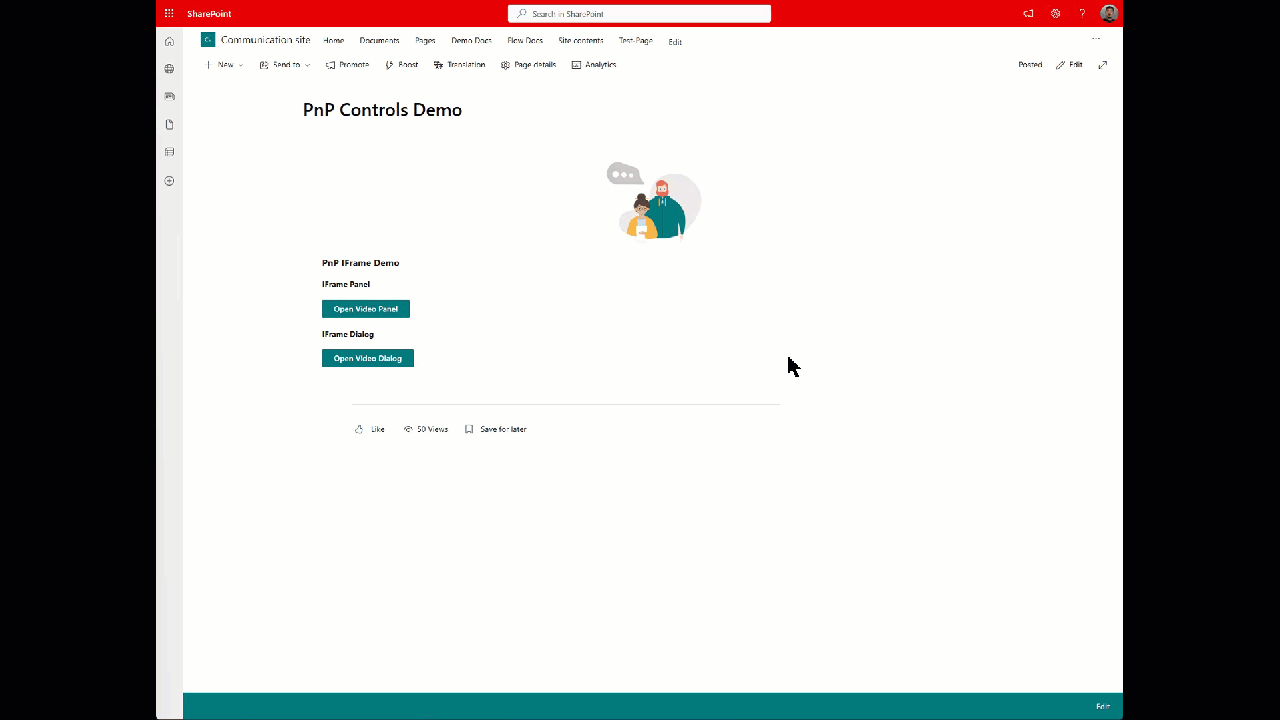 SharePoint Search in SharePoint ?
Communication site Home Documents Pages Demo Docs Blow Docs Site contents Test-Page Edit
New Send to Promote Boost Translation Page details Analytics Posted Edit
PnP Controls Demo
PnP IFrame Demo
IFrame Panel
Open Video Panel
IFrame Dialog
Open Video Dialog
Like 50 Views Save for later
Edit